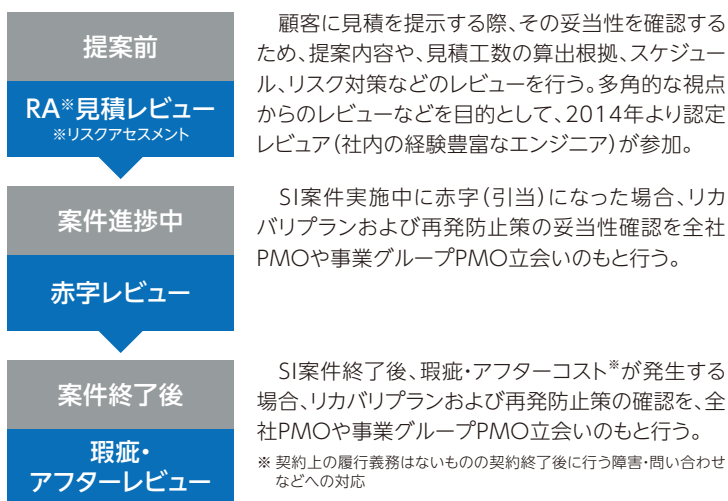 提案前
RA※見積レビュー
※リスクアセスメント
顧客に見積を提示する際、その妥当性を確認する
ため、提案内容や、見積工数の算出根拠、スケジュー
ル、リスク対策などのレビューを行う。多角的な視点
からのレビューなどを目的として、2014年より認定
レビュア(社内の経験豊富なエンジニア)が参加。
案件進捗中
赤字レビュー
SI案件実施中に赤字(引当)になった場合、リカ
バリプランおよび再発防止策の妥当性確認を全社
PMOや事業グループPMO立会いのもと行う。
案件終了後
瑕疵・
アフターレビュー
SI案件終了後、瑕疵・アフターコスト※が発生する
場合、リカバリプランおよび再発防止策の確認を、全
社PMOや事業グループPMO立会いのもと行う。
※ 契約上の履行義務はないものの契約終了後に行う障害・問い合わせ
などへの対応